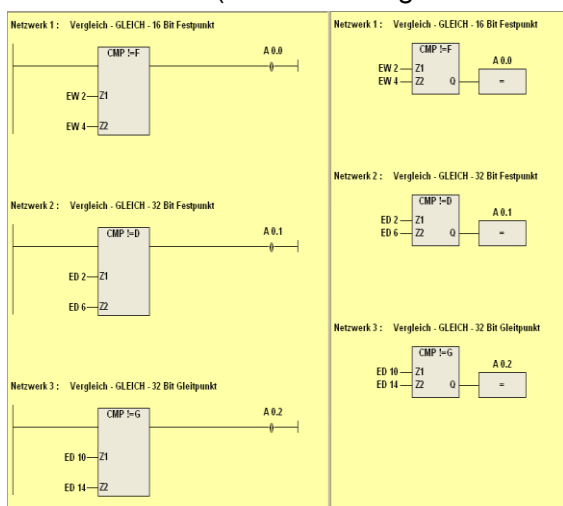 Netzwerk 1 : Vergleich - GLEICH - 16 Bit Festpunkt
CMP !=F
A 0.0
()
EW 2 Z1
EW 4 Z2
Netzwerk 2 : Vergleich - GLEICH - 32 Bit Festpunkt
CMP !=D
A 0.1
()
ED 2 Z1
ED 6 Z2
Netzwerk 3 : Vergleich - GLEICH - 32 Bit Gleitpunkt
CMP !=G
A 0.2
()
ED 10 Z1
ED 14 Z2
Netzwerk 1 : Vergleich - GLEICH - 16 Bit Festpunkt
CMP !=F
A 0.0
EW 2 Z1
EW 4 Z2 Q =
Netzwerk 2 : Vergleich - GLEICH - 32 Bit Festpunkt
CMP !=D
A 0.1
ED 2 Z1
ED 6 Z2 Q =
Netzwerk 3 : Vergleich - GLEICH - 32 Bit Gleitpunkt
CMP !=G
A 0.2
ED 10 Z1
ED 14 Z2 Q =